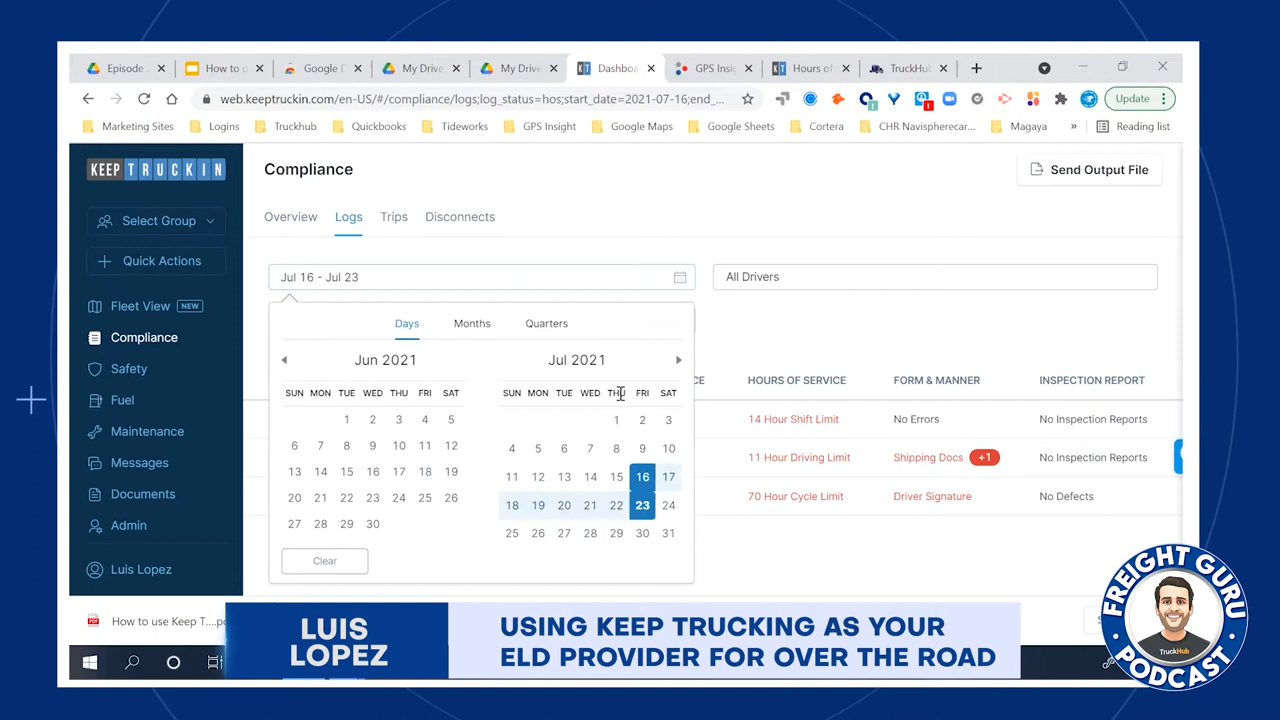 Episode
How to u
Google D
My Drive
My Drive
Dashboa
GPS Insig
Hours of
TruckHub
web.keeptruckin.com/en-US/#/compliance/logs;log_status=hos;start_date=2021-07-16;end_...
Update
Marketing Sites
Logins
Truckhub
Quickbooks
Tideworks
GPS Insight
Google Maps
Google Sheets
Cortera
CHR Navispherecar...
Magaya
»
Reading list
KEEP TRUCKIN
Select Group
Quick Actions
Fleet View NEW
Compliance
Safety
Fuel
Maintenance
Messages
Documents
Admin
Luis Lopez
Compliance
Send Output File
Overview Logs Trips Disconnects
Jul 16 - Jul 23
All Drivers
Days Months Quarters
Jun 2021
SUN MON TUE WED THU FRI SAT
1 2 3 4 5
6 7 8 9 10 11 12
13 14 15 16 17 18 19
20 21 22 23 24 25 26
27 28 29 30
Jul 2021
SUN MON TUE WED THU FRI SAT
1 2 3
4 5 6 7 8 9 10
11 12 13 14 15 16 17
18 19 20 21 22 23 24
25 26 27 28 29 30 31
Clear
CE HOURS OF SERVICE FORM & MANNER INSPECTION REPORT
14 Hour Shift Limit No Errors No Inspection Reports
11 Hour Driving Limit Shipping Docs +1 No Inspection Reports
70 Hour Cycle Limit Driver Signature No Defects
How to use Keep T....p
LUIS
LOPEZ
USING KEEP TRUCKING AS YOUR
ELD PROVIDER FOR OVER THE ROAD
FREIGHT GURU
PODCAST
TruckHub